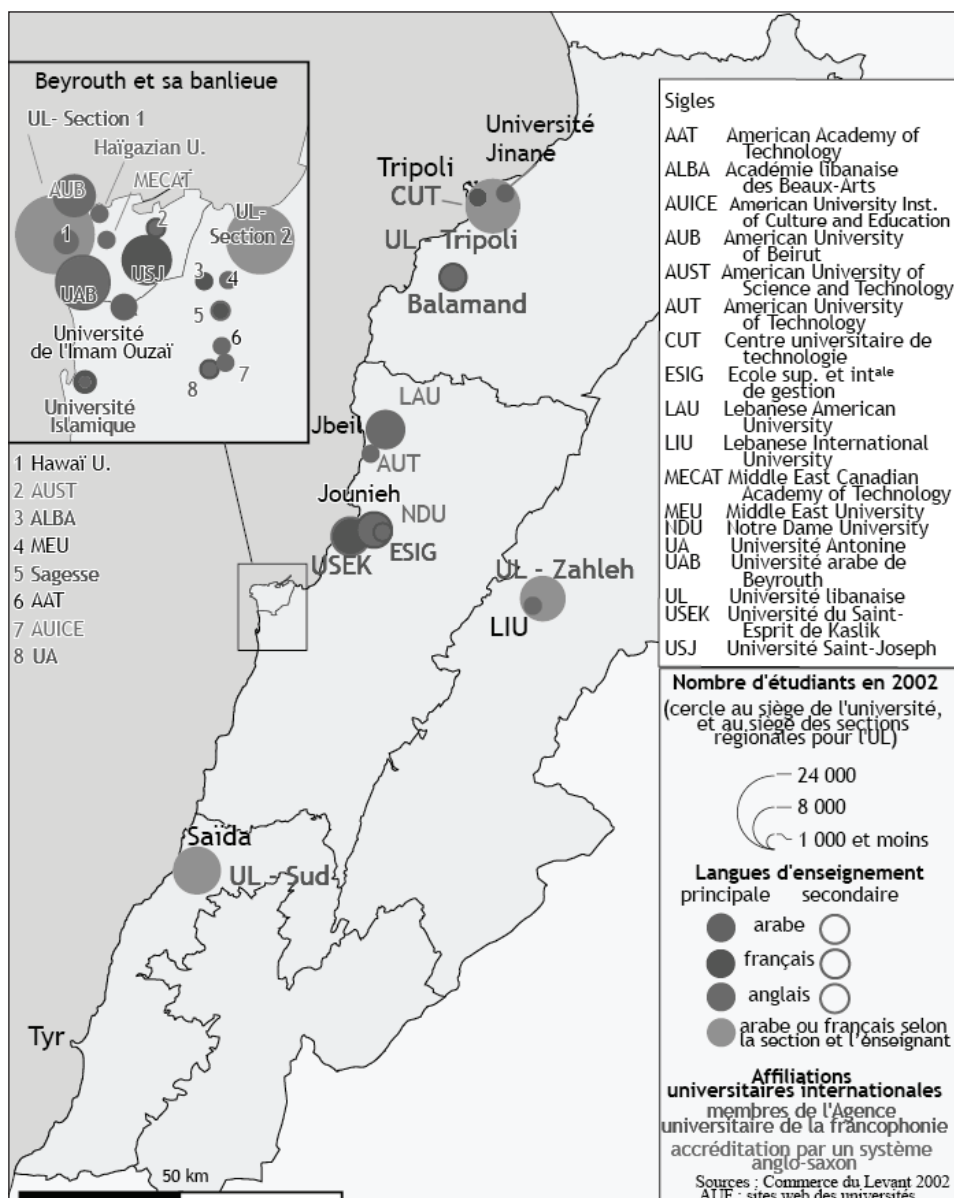 Beyrouth et sa banlieue
UL- Section 1
Haïgazian U.
MECAT
AUB
1
2
UL-
Section 2
USJ
3
4
UAB
5
Université
de l'Imam Ouzaï
6
7
8
Université
Islamique
1 Hawaï U.
2 AUST
3 ALBA
4 MEU
5 Sagesse
6 AAT
7 AUICE
8 UA
Université
Jinané
Tripoli
CUT
UL - Tripoli
Balamand
LAU
Jbeil
AUT
Jounieh
NDU
ESIG
USEK
UL - Zahleh
LIU
Saïda
UL - Sud
Tyr
50 km
Sigles
AAT American Academy of
Technology
ALBA Académie libanaise
des Beaux-Arts
AUICE American University Inst.
of Culture and Education
AUB American University
of Beirut
AUST American University of
Science and Technology
AUT American University
of Technology
CUT Centre universitaire de
technologie
ESIG Ecole sup. et intale
de gestion
LAU Lebanese American
University
LIU Lebanese International
University
MECAT Middle East Canadian
Academy of Technology
MEU Middle East University
NDU Notre Dame University
UA Université Antonine
UAB Université arabe de
Beyrouth
UL Université libanaise
USEK Université du Saint-
Esprit de Kaslik
USJ Université Saint-Joseph
Nombre d'étudiants en 2002
(cercle au siège de l'université,
et au siège des sections
régionales pour l'UL)
24 000
8 000
1 000 et moins
Langues d'enseignement
principale secondaire
arabe
français
anglais
arabe ou français selon
la section et l'enseignant
Affiliations
universitaires internationales
membres de l'Agence
universitaire de la francophonie
accréditation par un système
anglo-saxon
Sources : Commerce du Levant 2002
AUF ; sites web des universités